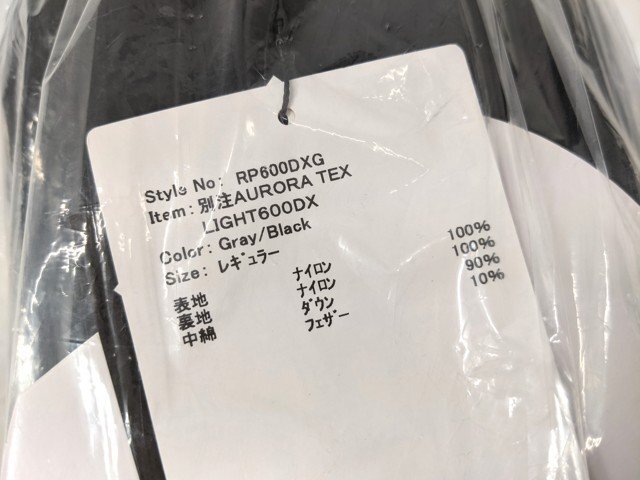 Style No: RP600DXG
Item: 別注AURORA TEX
LIGHT600DX
Color: Gray/Black
Size: レギュラー
表地 ナイロン 100%
裏地 ナイロン 100%
中綿 ダウン 90%
フェザー 10%